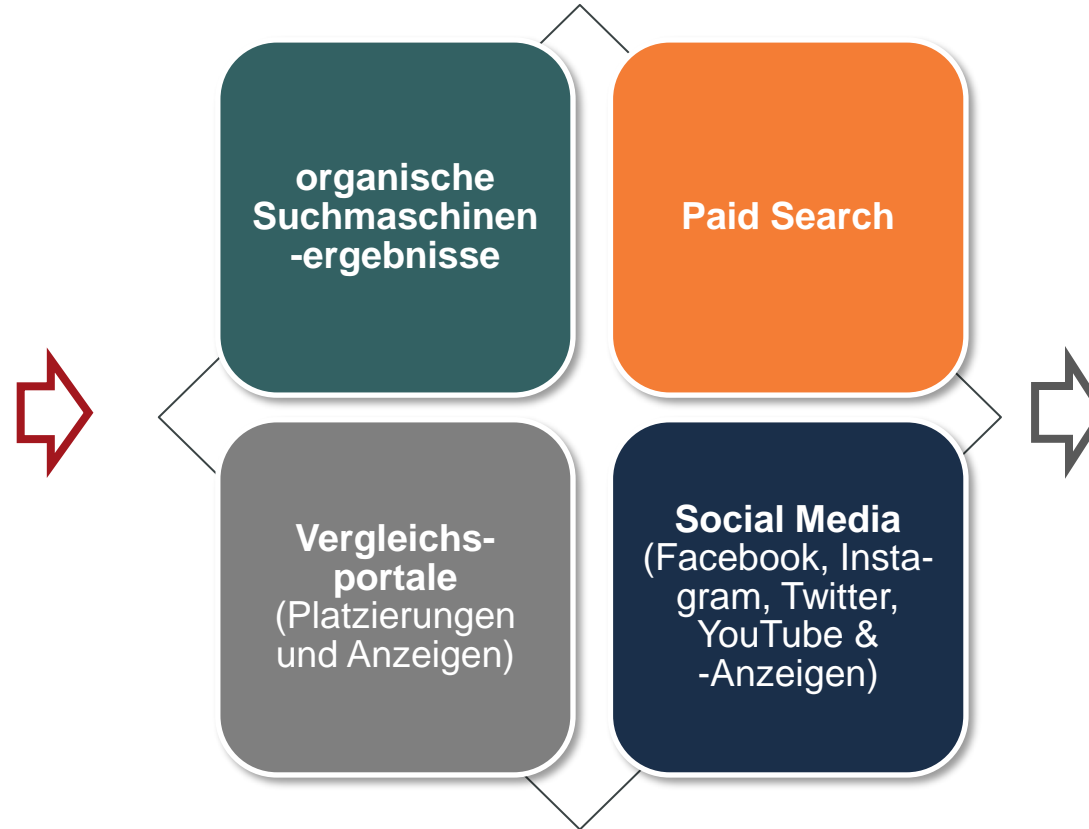 organische
Suchmaschinen
-ergebnisse
Paid Search
Vergleichs-
portale
(Platzierungen
und Anzeigen)
Social Media
(Facebook, Insta-
gram, Twitter,
YouTube &
-Anzeigen)